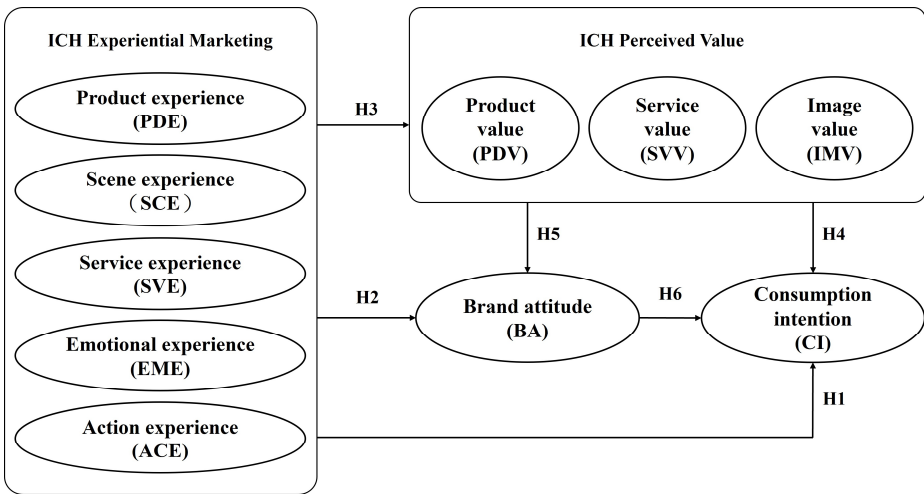 ICH Experiential Marketing
Product experience
(PDE)
Scene experience
（SCE）
Service experience
(SVE)
Emotional experience
(EME)
Action experience
(ACE)
H3
H2
H1
ICH Perceived Value
Product
value
(PDV)
Service
value
(SVV)
Image
value
(IMV)
H5
H4
Brand attitude
(BA)
H6
Consumption
intention
(CI)